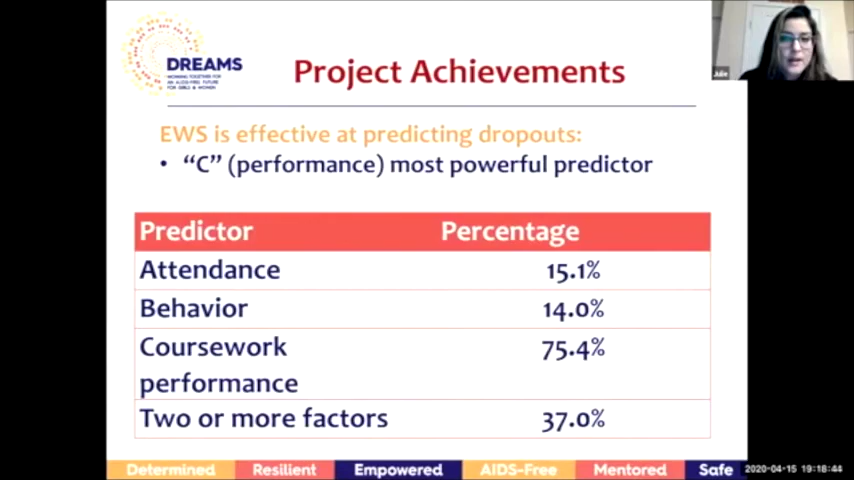 DREAMS
WORKING TOGETHER FOR
AN AIDS-FREE FUTURE
FOR GIRLS & WOMEN
Project Achievements
Julie
EWS is effective at predicting dropouts:
• “C” (performance) most powerful predictor
Predictor Percentage
Attendance 15.1%
Behavior 14.0%
Coursework 75.4%
performance
Two or more factors 37.0%
Determined Resilient Empowered AIDS-Free Mentored Safe 2020-04-15 19:18:44